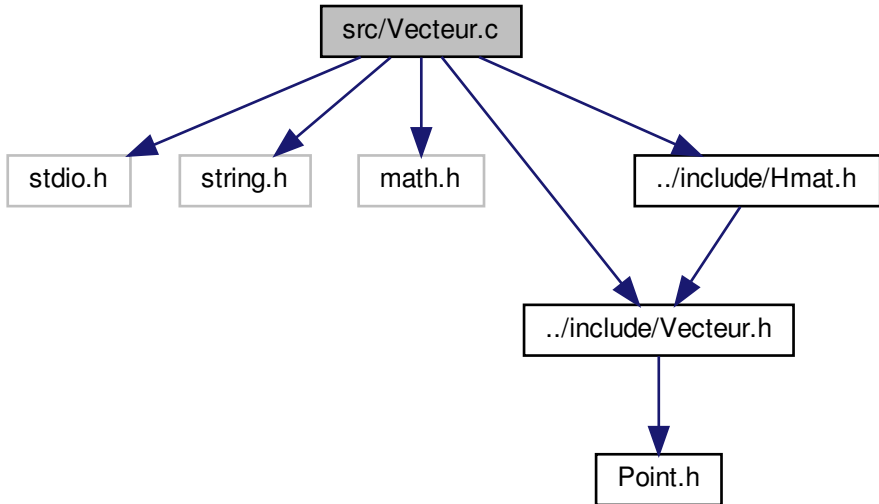 src/Vecteur.c
stdio.h
string.h
math.h
../include/Hmat.h
../include/Vecteur.h
Point.h